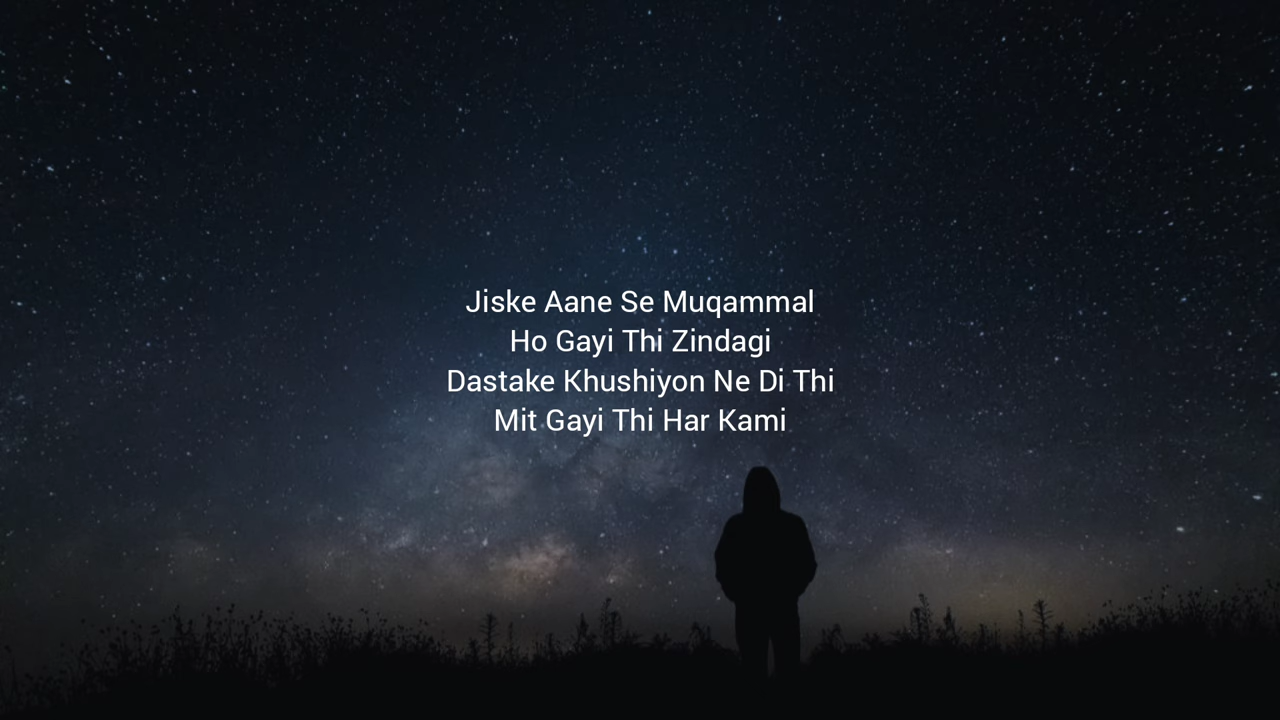 Jiske Aane Se Muqammal
Ho Gayi Thi Zindagi
Dastake Khushiyon Ne Di Thi
Mit Gayi Thi Har Kami